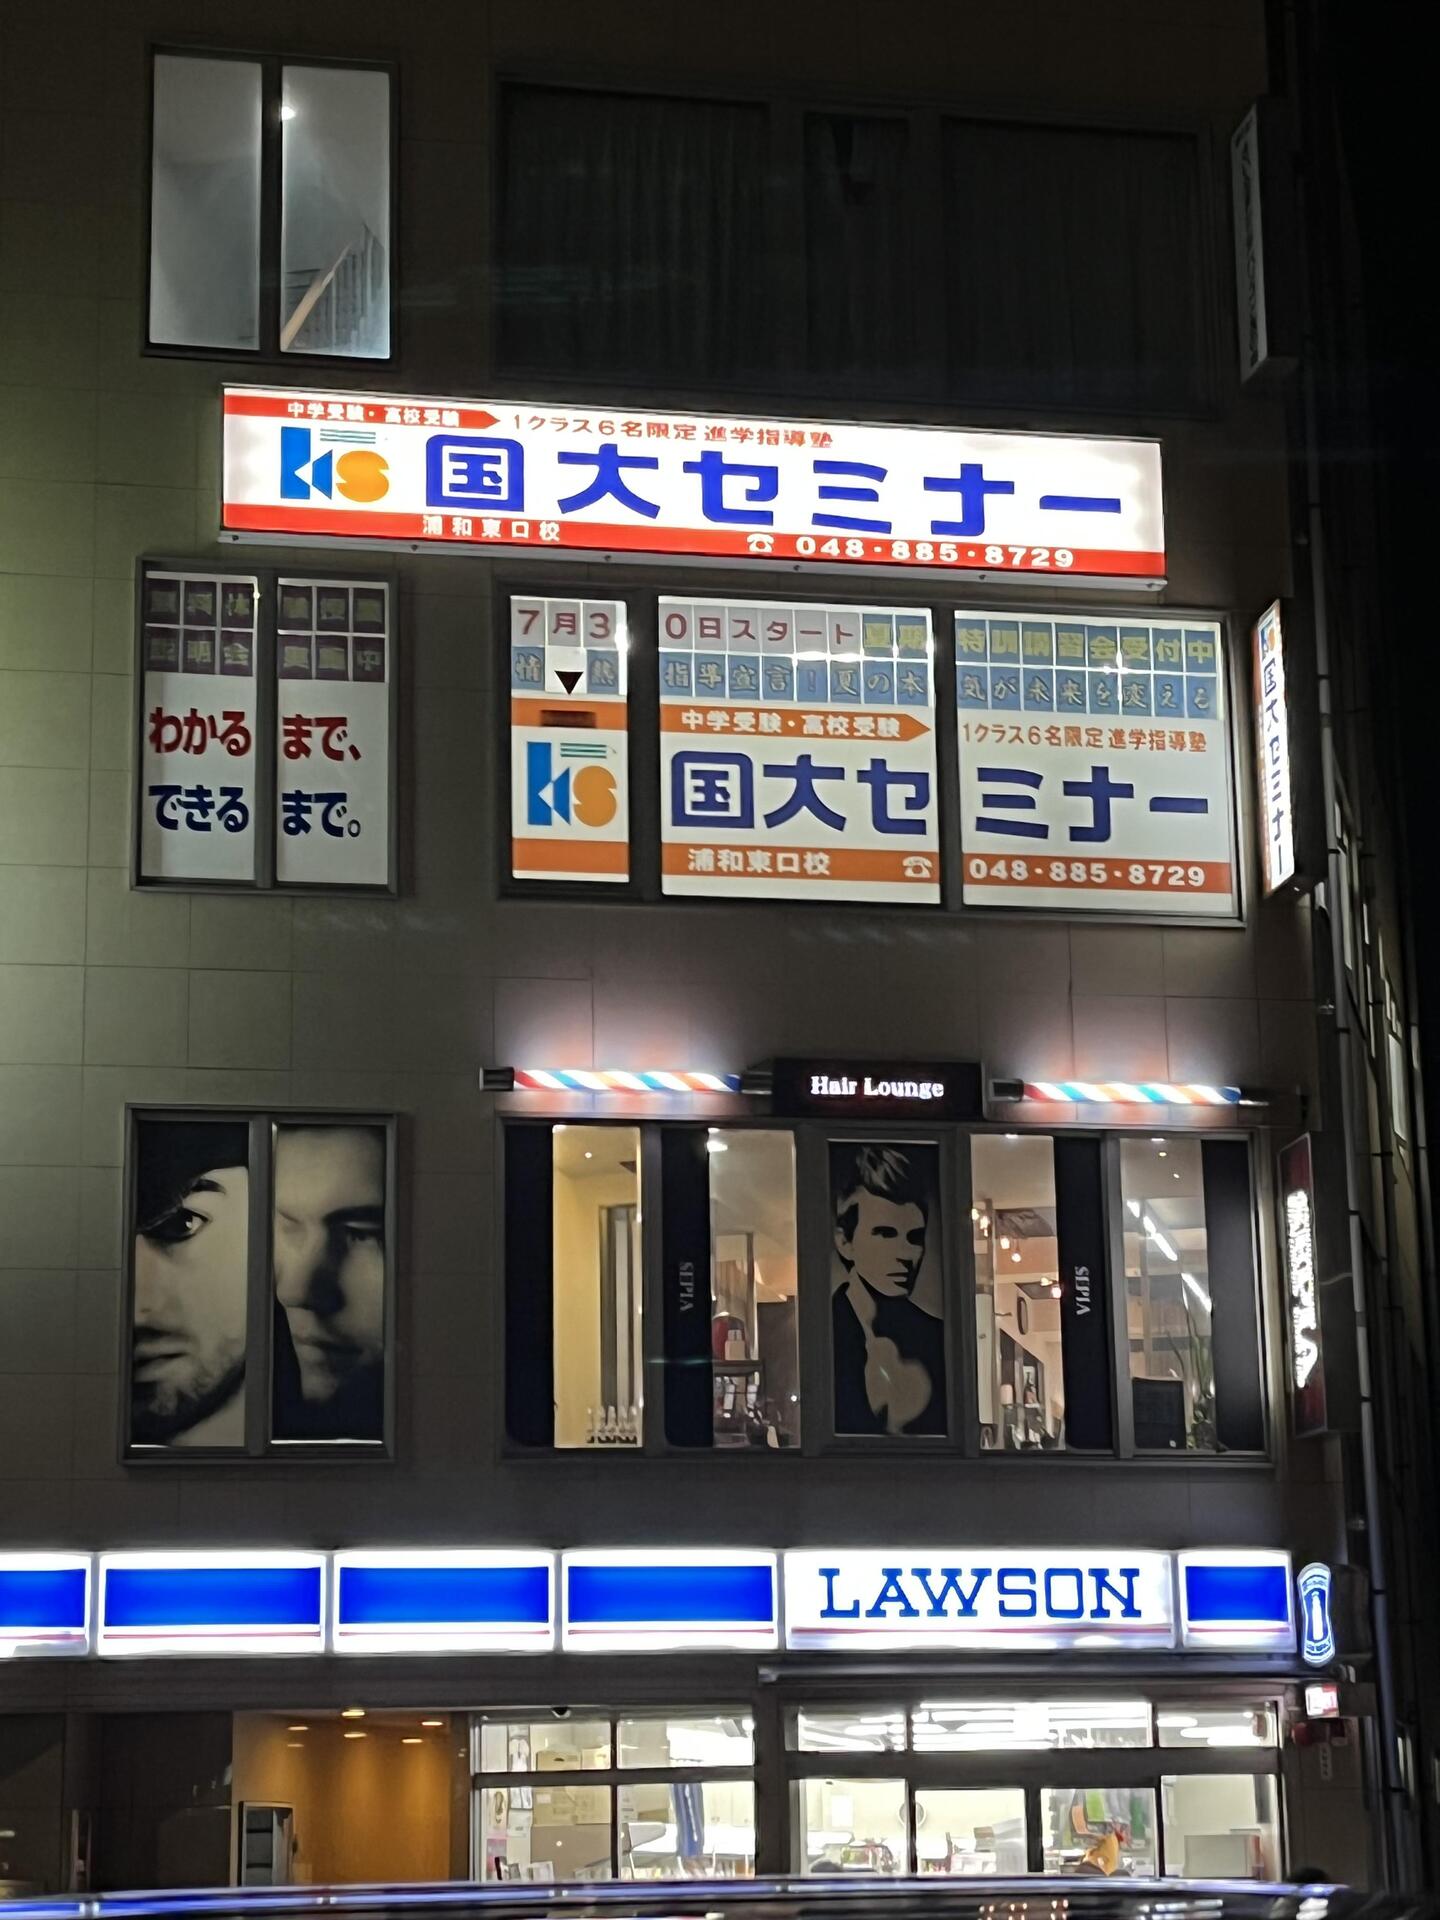 中学受験・高校受験 1クラス6名限定 進学指導塾
KS 国大セミナー
浦和東口校 ☎ 048・885・8729
説明会
わかるまで、
できるまで。
7月30日スタート 夏期特訓講習会受付中
情熱指導宣言!夏の本気が未来を変える
中学受験・高校受験 1クラス6名限定 進学指導塾
KS 国大セミナー
浦和東口校 ☎ 048・885・8729
国大セミナー
Hair Lounge
SEPIA
SEPIA
LAWSON